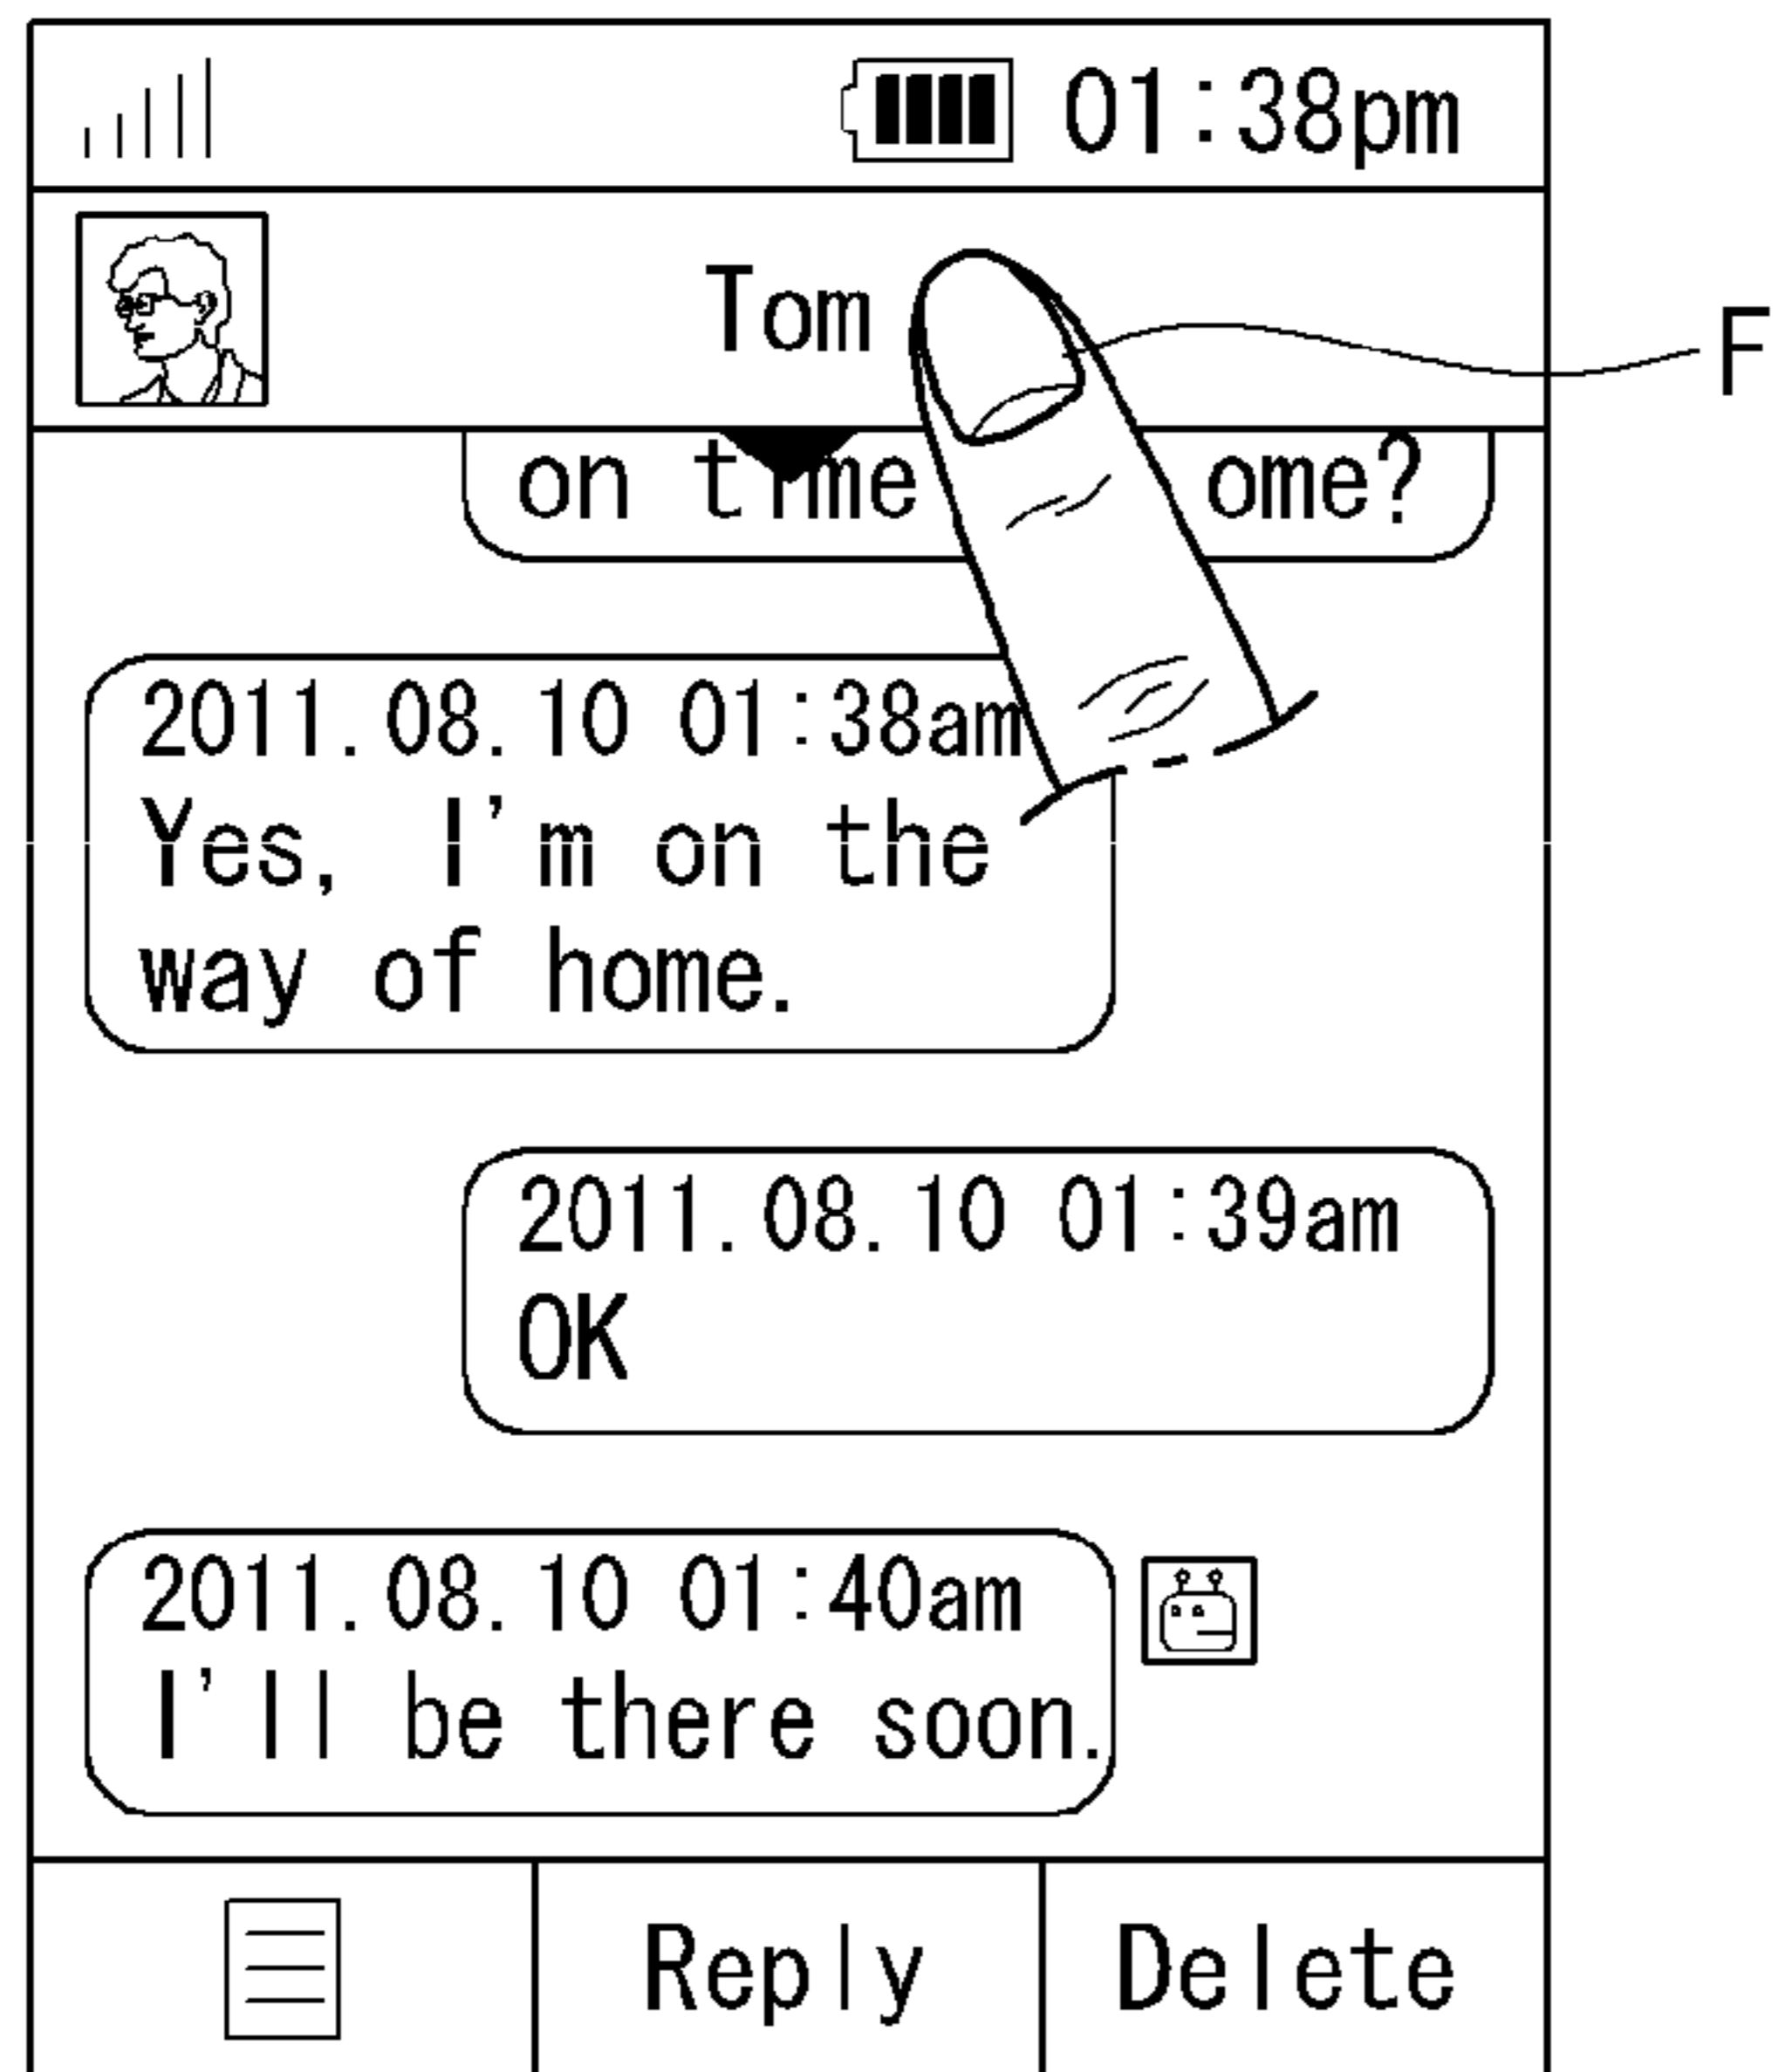 01:38pm
Tom
F
on time ome?
2011.08.10 01:38am
Yes, I'm on the
way of home.
2011.08.10 01:39am
OK
2011.08.10 01:40am
I'll be there soon.
Reply Delete